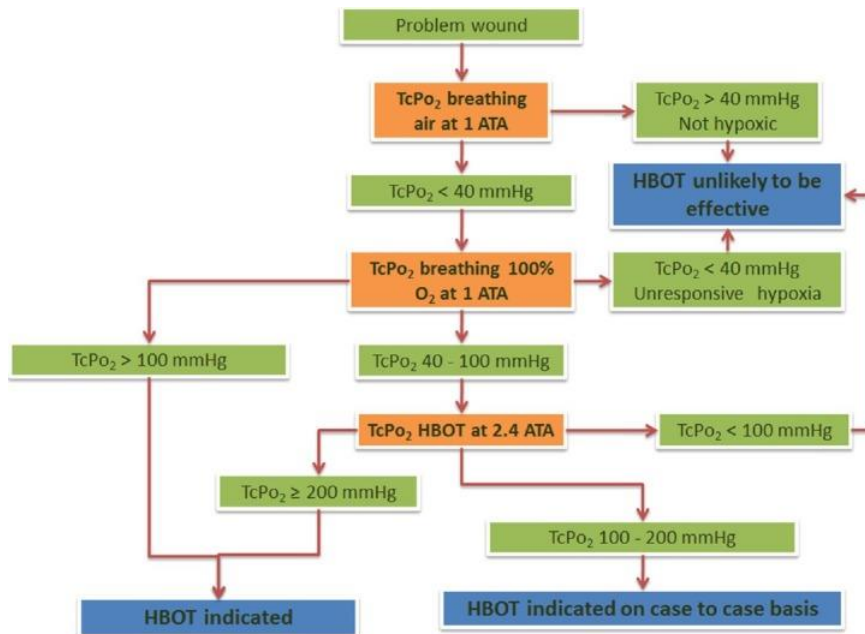 Problem wound
TcPo₂ breathing
air at 1 ATA
TcPo₂ > 40 mmHg
Not hypoxic
TcPo₂ < 40 mmHg
HBOT unlikely to be
effective
TcPo₂ breathing 100%
O₂ at 1 ATA
TcPo₂ < 40 mmHg
Unresponsive hypoxia
TcPo₂ > 100 mmHg
TcPo₂ 40 - 100 mmHg
TcPo₂ HBOT at 2.4 ATA
TcPo₂ < 100 mmHg
TcPo₂ ≥ 200 mmHg
TcPo₂ 100 - 200 mmHg
HBOT indicated
HBOT indicated on case to case basis